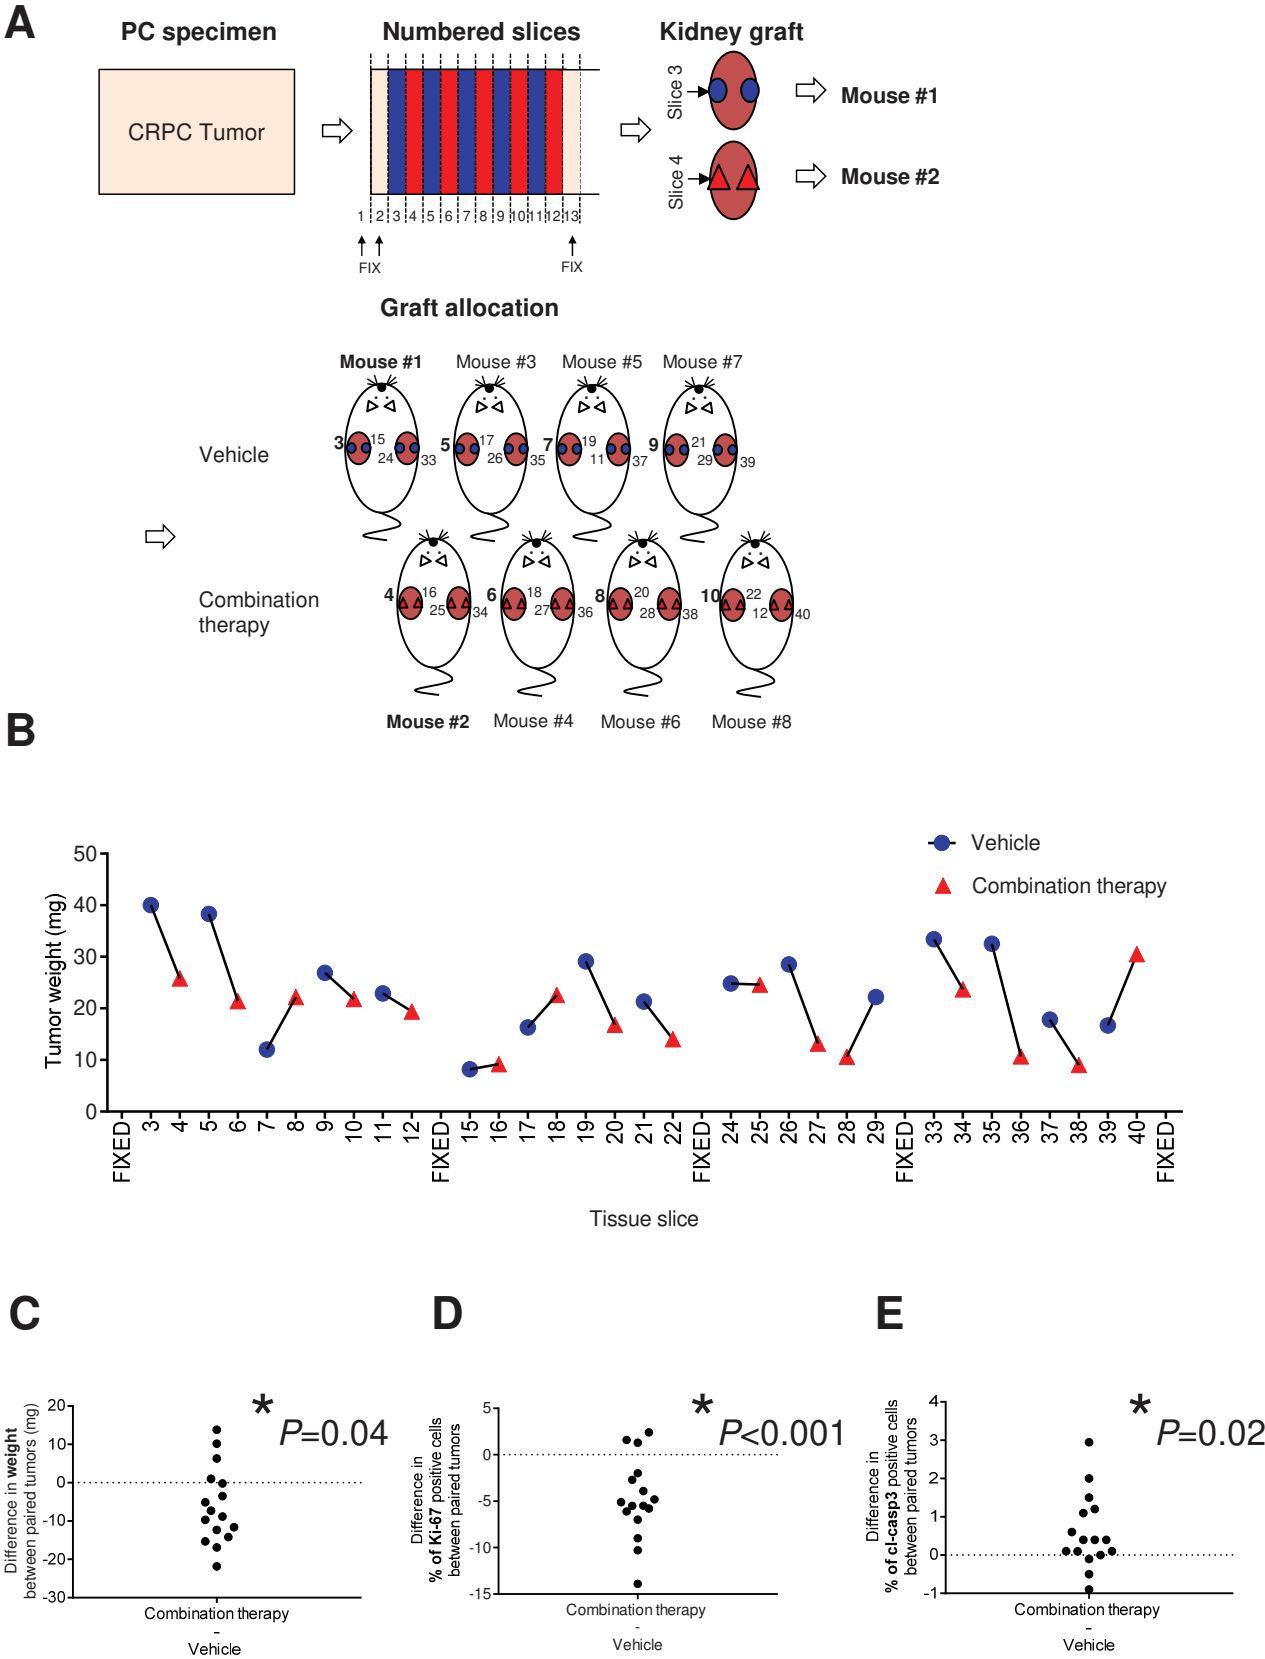 A
PC specimen
Numbered slices
Kidney graft
CRPC Tumor
Slice 3
Mouse #1
Slice 4
Mouse #2
1 2 3 4 5 6 7 8 9 10 11 12 13
FIX
FIX
Graft allocation
Mouse #1 Mouse #3 Mouse #5 Mouse #7
Vehicle
3 15 24 33
5 17 26 35
7 19 11 37
9 21 29 39
Combination
therapy
4 16 25 34
6 18 27 36
8 20 28 38
10 22 12 40
Mouse #2 Mouse #4 Mouse #6 Mouse #8
B
Vehicle
Combination therapy
Tumor weight (mg)
50
40
30
20
10
0
FIXED 3 4 5 6 7 8 9 10 11 12 FIXED 15 16 17 18 19 20 21 22 FIXED 24 25 26 27 28 29 FIXED 33 34 35 36 37 38 39 40 FIXED
Tissue slice
C
Difference in weight
between paired tumors (mg)
20
10
0
-10
-20
-30
*
P=0.04
Combination therapy
-
Vehicle
D
Difference in
% of Ki-67 positive cells
between paired tumors
5
0
-5
-10
-15
*
P<0.001
Combination therapy
-
Vehicle
E
Difference in
% of cl-casp3 positive cells
between paired tumors
4
3
2
1
0
-1
*
P=0.02
Combination therapy
-
Vehicle